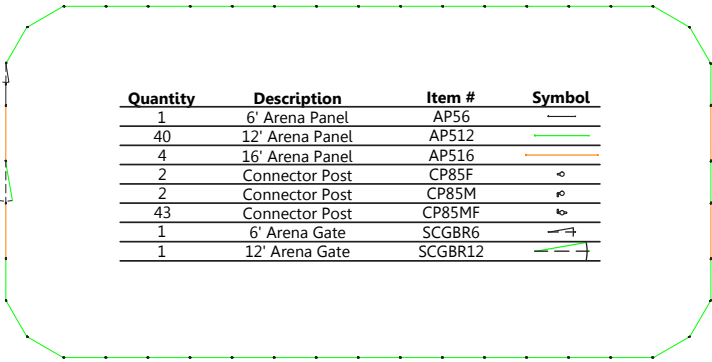 Quantity Description Item # Symbol
1 6' Arena Panel AP56
40 12' Arena Panel AP512
4 16' Arena Panel AP516
2 Connector Post CP85F
2 Connector Post CP85M
43 Connector Post CP85MF
1 6' Arena Gate SCGBR6
1 12' Arena Gate SCGBR12